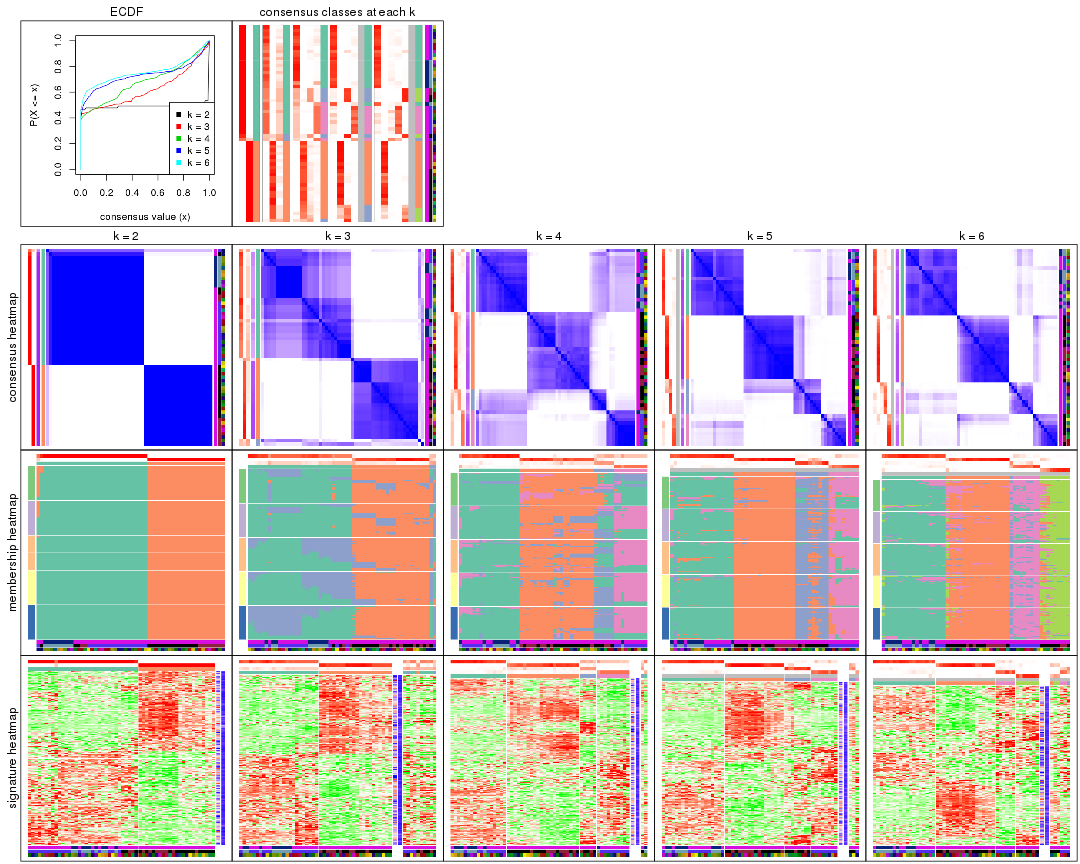 ECDF
consensus classes at each k
P(X <= x)
0.0 0.2 0.4 0.6 0.8 1.0
k = 2
k = 3
k = 4
k = 5
k = 6
0.0 0.2 0.4 0.6 0.8 1.0
consensus value (x)
k = 2 k = 3 k = 4 k = 5 k = 6
consensus heatmap
membership heatmap
signature heatmap